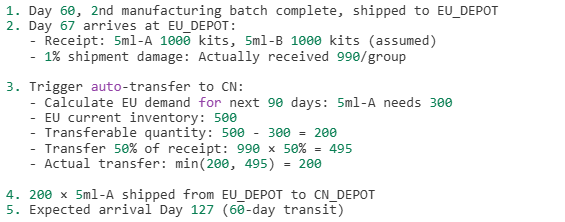 1. Day 60, 2nd manufacturing batch complete, shipped to EU_DEPOT
2. Day 67 arrives at EU_DEPOT:
- Receipt: 5ml-A 1000 kits, 5ml-B 1000 kits (assumed)
- 1% shipment damage: Actually received 990/group
3. Trigger auto-transfer to CN:
- Calculate EU demand for next 90 days: 5ml-A needs 300
- EU current inventory: 500
- Transferable quantity: 500 - 300 = 200
- Transfer 50% of receipt: 990 × 50% = 495
- Actual transfer: min(200, 495) = 200
4. 200 × 5ml-A shipped from EU_DEPOT to CN_DEPOT
5. Expected arrival Day 127 (60-day transit)